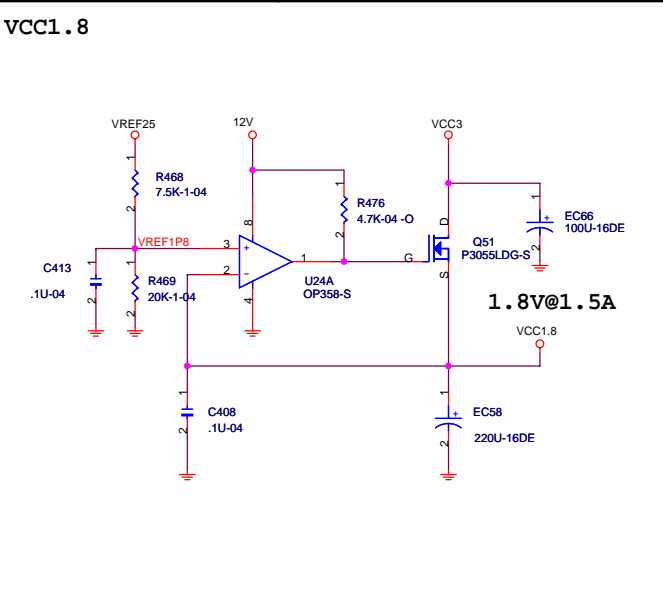 VCC1.8
VREF25
12V
VCC3
1
R468
7.5K-1-04
2
1
R476
4.7K-04 -O
2
1
EC66
100U-16DE
2
8
D
Q51
P3055LDG-S
G
S
VREF1P8
3
+
2
-
1
U24A
OP358-S
4
C413
1
.1U-04
2
1
R469
20K-1-04
2
1.8V@1.5A
VCC1.8
1
C408
.1U-04
2
1
EC58
220U-16DE
2
+
+